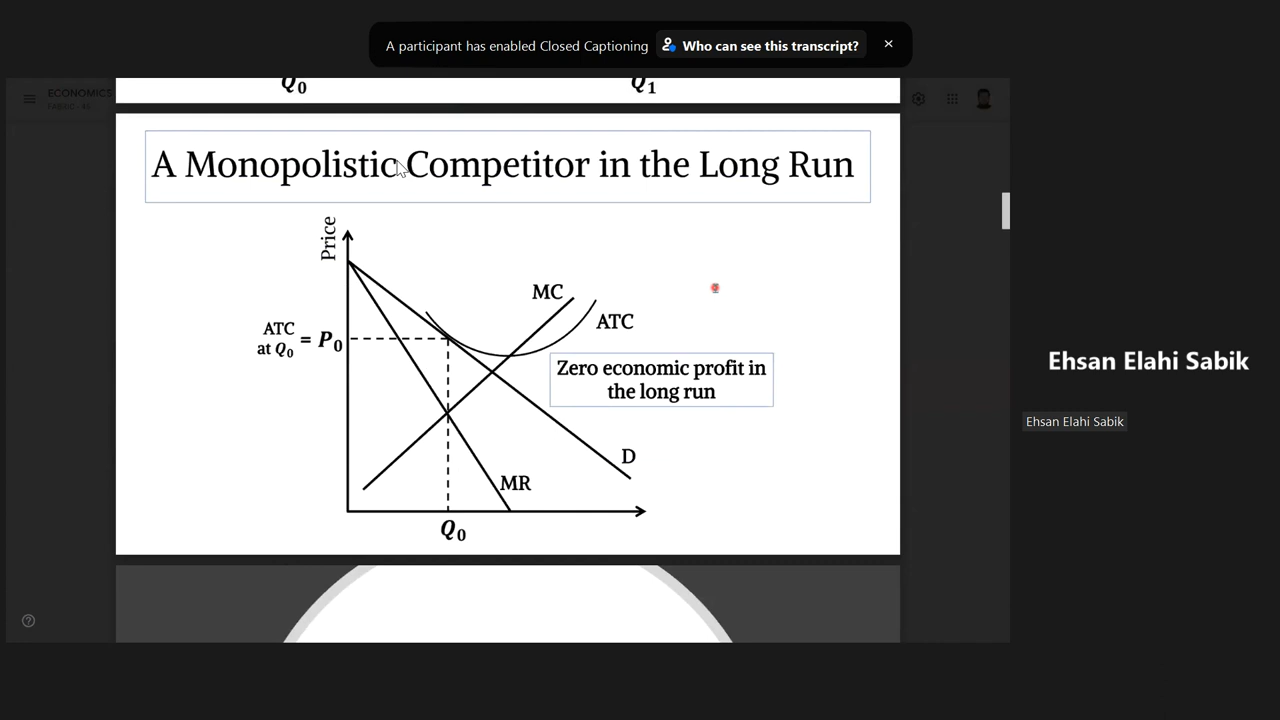 A participant has enabled Closed Captioning Who can see this transcript?
ECONOMICS
Q0 Q1
A Monopolistic Competitor in the Long Run
Price
MC
ATC
ATC at Q0 = P0
Zero economic profit in
the long run
D
MR
Q0
Ehsan Elahi Sabik
Ehsan Elahi Sabik